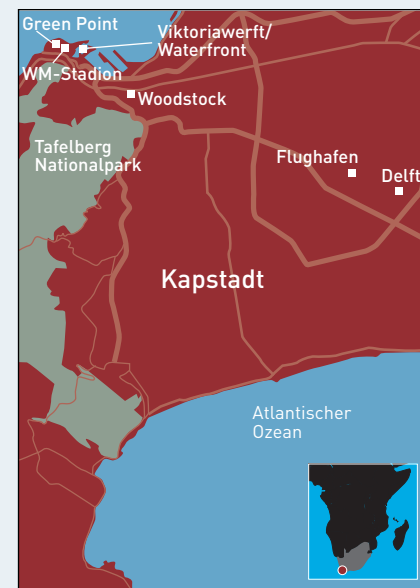 Green Point
Viktoriawerft/
Waterfront
WM-Stadion
Woodstock
Tafelberg
Nationalpark
Flughafen
Delft
Kapstadt
Atlantischer
Ozean